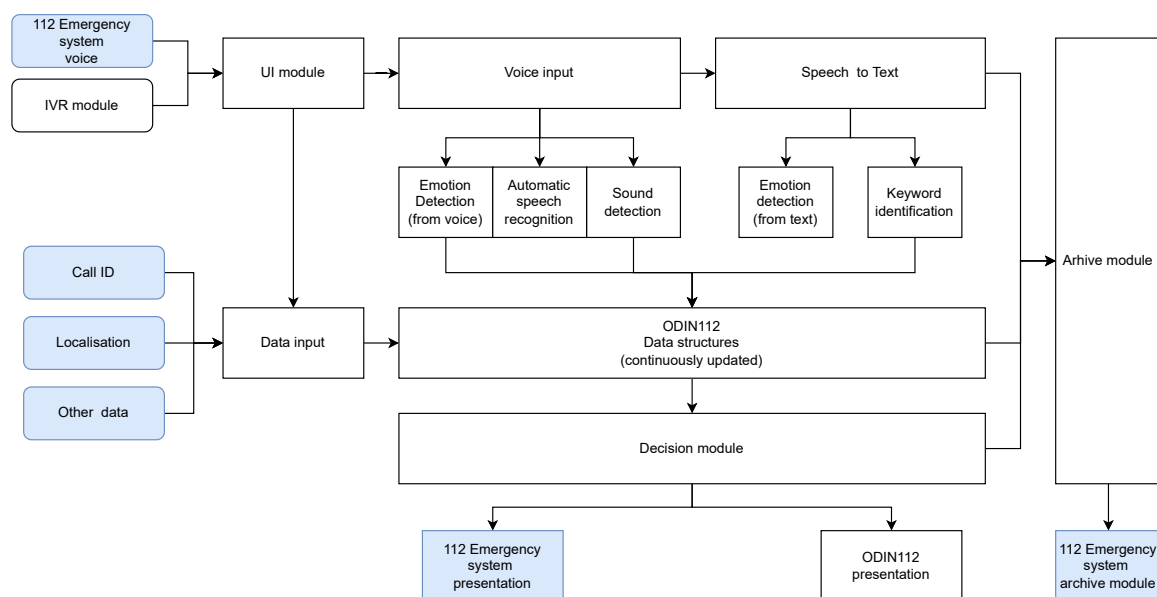 112 Emergency
system
voice
IVR module
UI module
Voice input
Speech to Text
Emotion
Detection
(from voice)
Automatic
speech
recognition
Sound
detection
Emotion
detection
(from text)
Keyword
identification
Arhive module
Call ID
Localisation
Other data
Data input
ODIN112
Data structures
(continuously updated)
Decision module
112 Emergency
system
presentation
ODIN112
presentation
112 Emergency
system
archive module